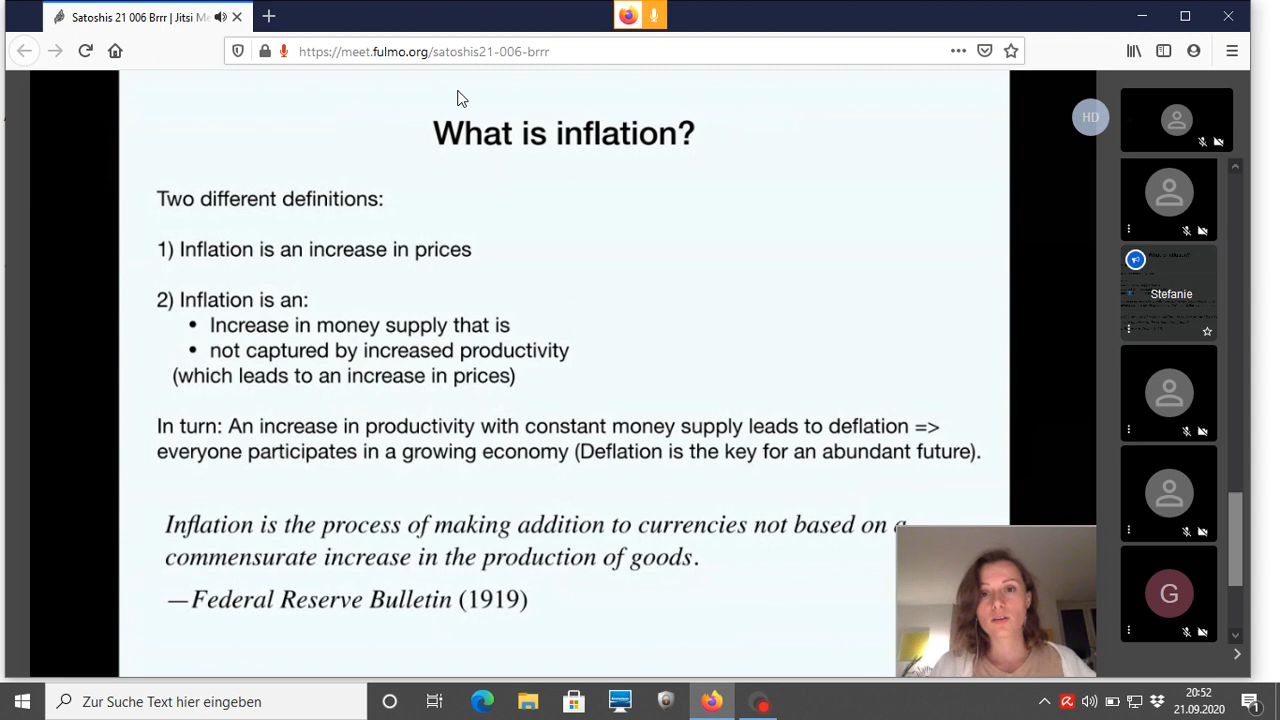 Satoshis 21 006 Brrr | Jitsi Me
https://meet.fulmo.org/satoshis21-006-brrr
HD
What is inflation?
Two different definitions:
1) Inflation is an increase in prices
2) Inflation is an:
• Increase in money supply that is
• not captured by increased productivity
(which leads to an increase in prices)
In turn: An increase in productivity with constant money supply leads to deflation =>
everyone participates in a growing economy (Deflation is the key for an abundant future).
Inflation is the process of making addition to currencies not based on a
commensurate increase in the production of goods.
—Federal Reserve Bulletin (1919)
Stefanie
G
Zur Suche Text hier eingeben
20:52
21.09.2020
1